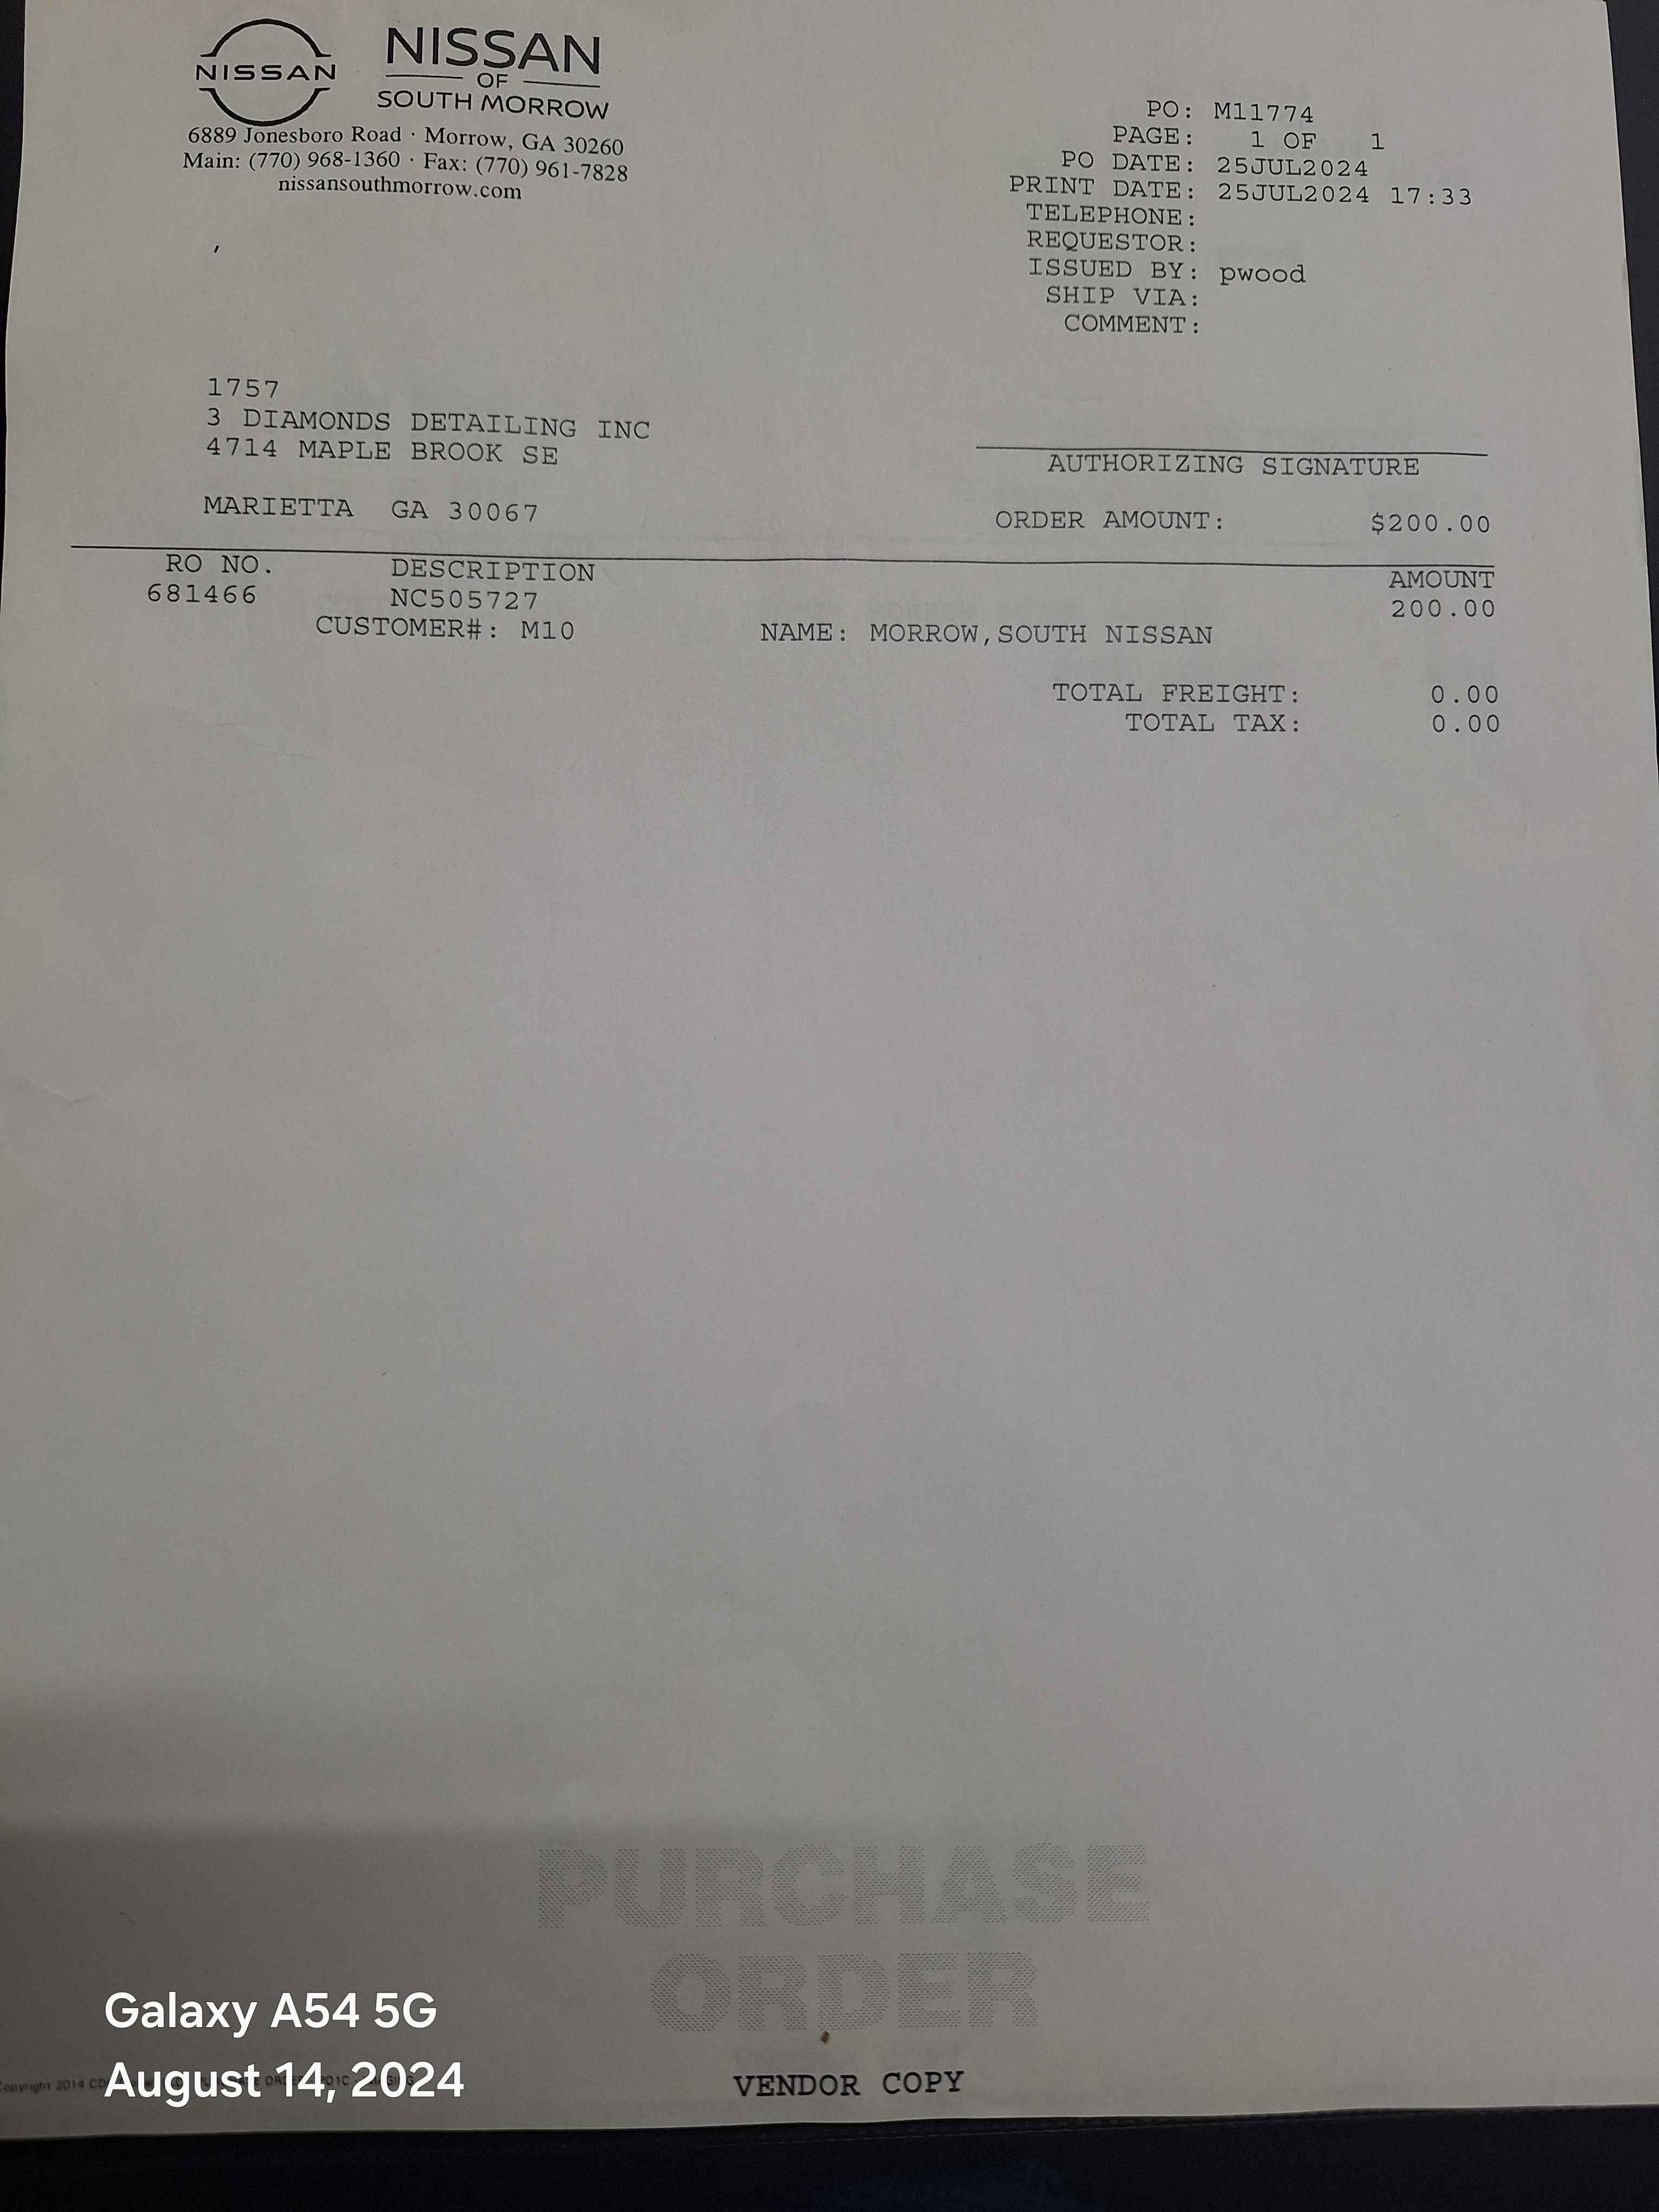 NISSAN
NISSAN
OF
SOUTH MORROW
6889 Jonesboro Road · Morrow, GA 30260
Main: (770) 968-1360 · Fax: (770) 961-7828
nissansouthmorrow.com
,
PO: M11774
PAGE: 1 OF 1
PO DATE: 25JUL2024
PRINT DATE: 25JUL2024 17:33
TELEPHONE:
REQUESTOR:
ISSUED BY: pwood
SHIP VIA:
COMMENT:
1757
3 DIAMONDS DETAILING INC
4714 MAPLE BROOK SE
MARIETTA GA 30067
AUTHORIZING SIGNATURE
ORDER AMOUNT: $200.00
RO NO. DESCRIPTION AMOUNT
681466 NC505727 200.00
CUSTOMER#: M10 NAME: MORROW,SOUTH NISSAN
TOTAL FREIGHT: 0.00
TOTAL TAX: 0.00
PURCHASE
ORDER
VENDOR COPY
Galaxy A54 5G
August 14, 2024
opyright 2014